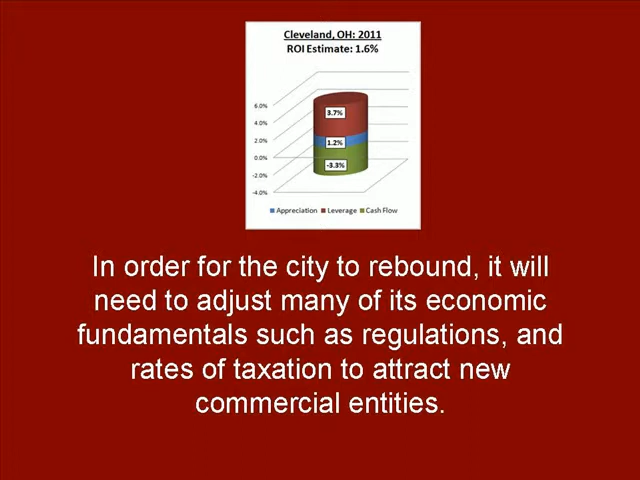 Cleveland, OH: 2011
ROI Estimate: 1.6%
6.0%
4.0%
2.0%
0.0%
-2.0%
-4.0%
3.7%
1.2%
-3.3%
Appreciation Leverage Cash Flow
In order for the city to rebound, it will
need to adjust many of its economic
fundamentals such as regulations, and
rates of taxation to attract new
commercial entities.